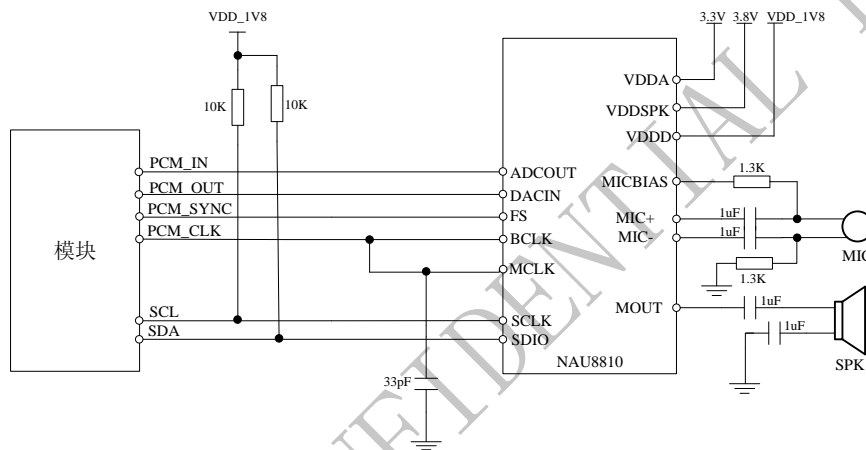 VDD_1V8
3.3V 3.8V VDD_1V8
10K
10K
VDDA
VDDSPK
VDDD
PCM_IN
ADCOUT
MICBIAS
1.3K
PCM_OUT
DACIN
PCM_SYNC
FS
MIC+
1uF
PCM_CLK
BCLK
MIC-
1uF
模块
MIC
MCLK
1.3K
SCL
SCLK
MOUT
1uF
SDA
SDIO
1uF
NAU8810
SPK
33pF
FIDENTIAL